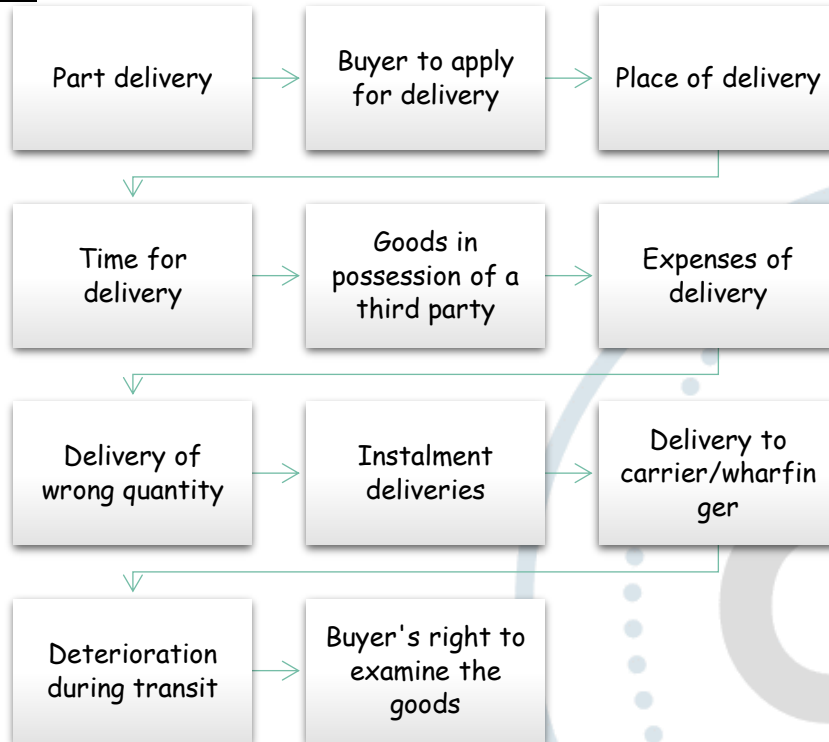 Part delivery
Buyer to apply
for delivery
Place of delivery
Time for
delivery
Goods in
possession of a
third party
Expenses of
delivery
Delivery of
wrong quantity
Instalment
deliveries
Delivery to
carrier/wharfin
ger
Deterioration
during transit
Buyer's right to
examine the
goods